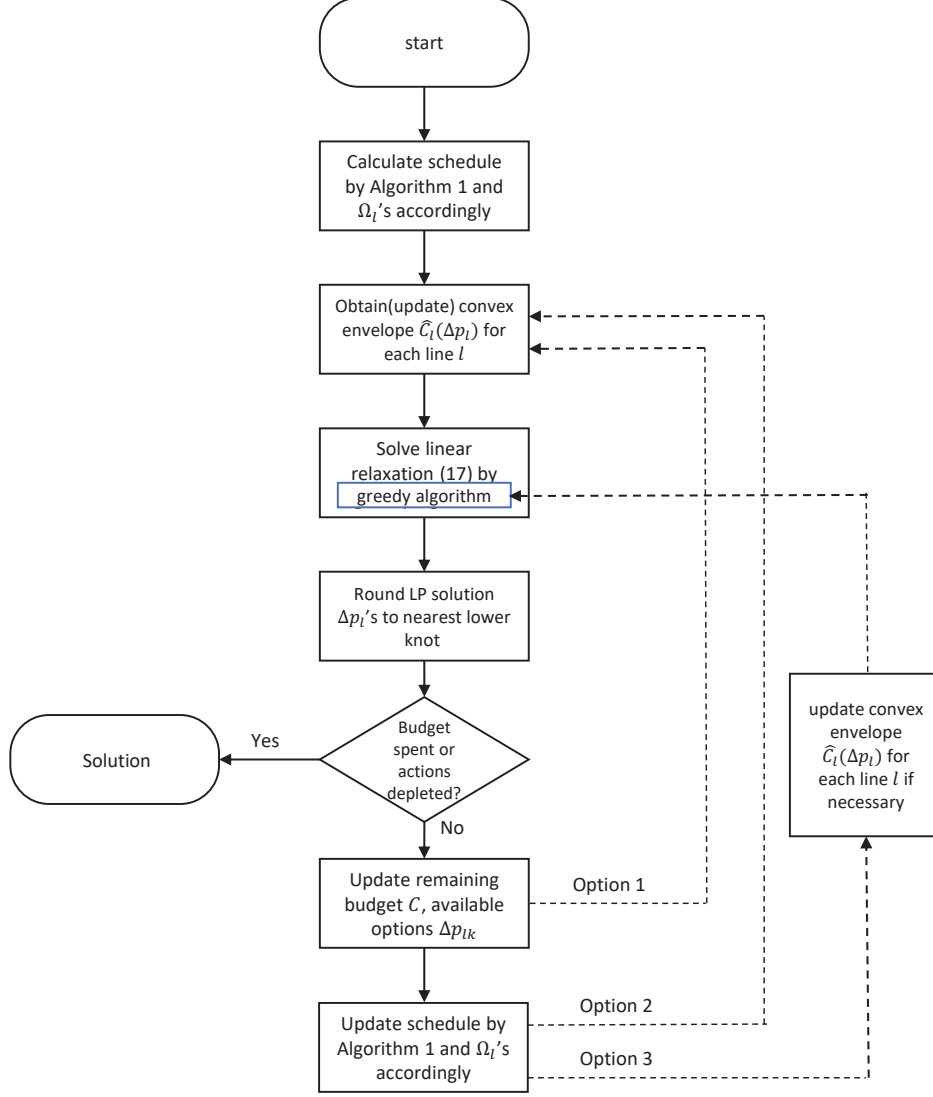 start
Calculate schedule
by Algorithm 1 and
Ω𝑙's accordingly
Obtain(update) convex
envelope Ĉ𝑙(Δ𝑝𝑙) for
each line 𝑙
Solve linear
relaxation (17) by
greedy algorithm
Round LP solution
Δ𝑝𝑙's to nearest lower
knot
Budget
spent or
actions
depleted?
Yes
Solution
No
Update remaining
budget 𝐶, available
options Δ𝑝𝑙𝑘
Option 1
Update schedule by
Algorithm 1 and Ω𝑙's
accordingly
Option 2
Option 3
update convex
envelope
Ĉ𝑙(Δ𝑝𝑙) for
each line 𝑙 if
necessary